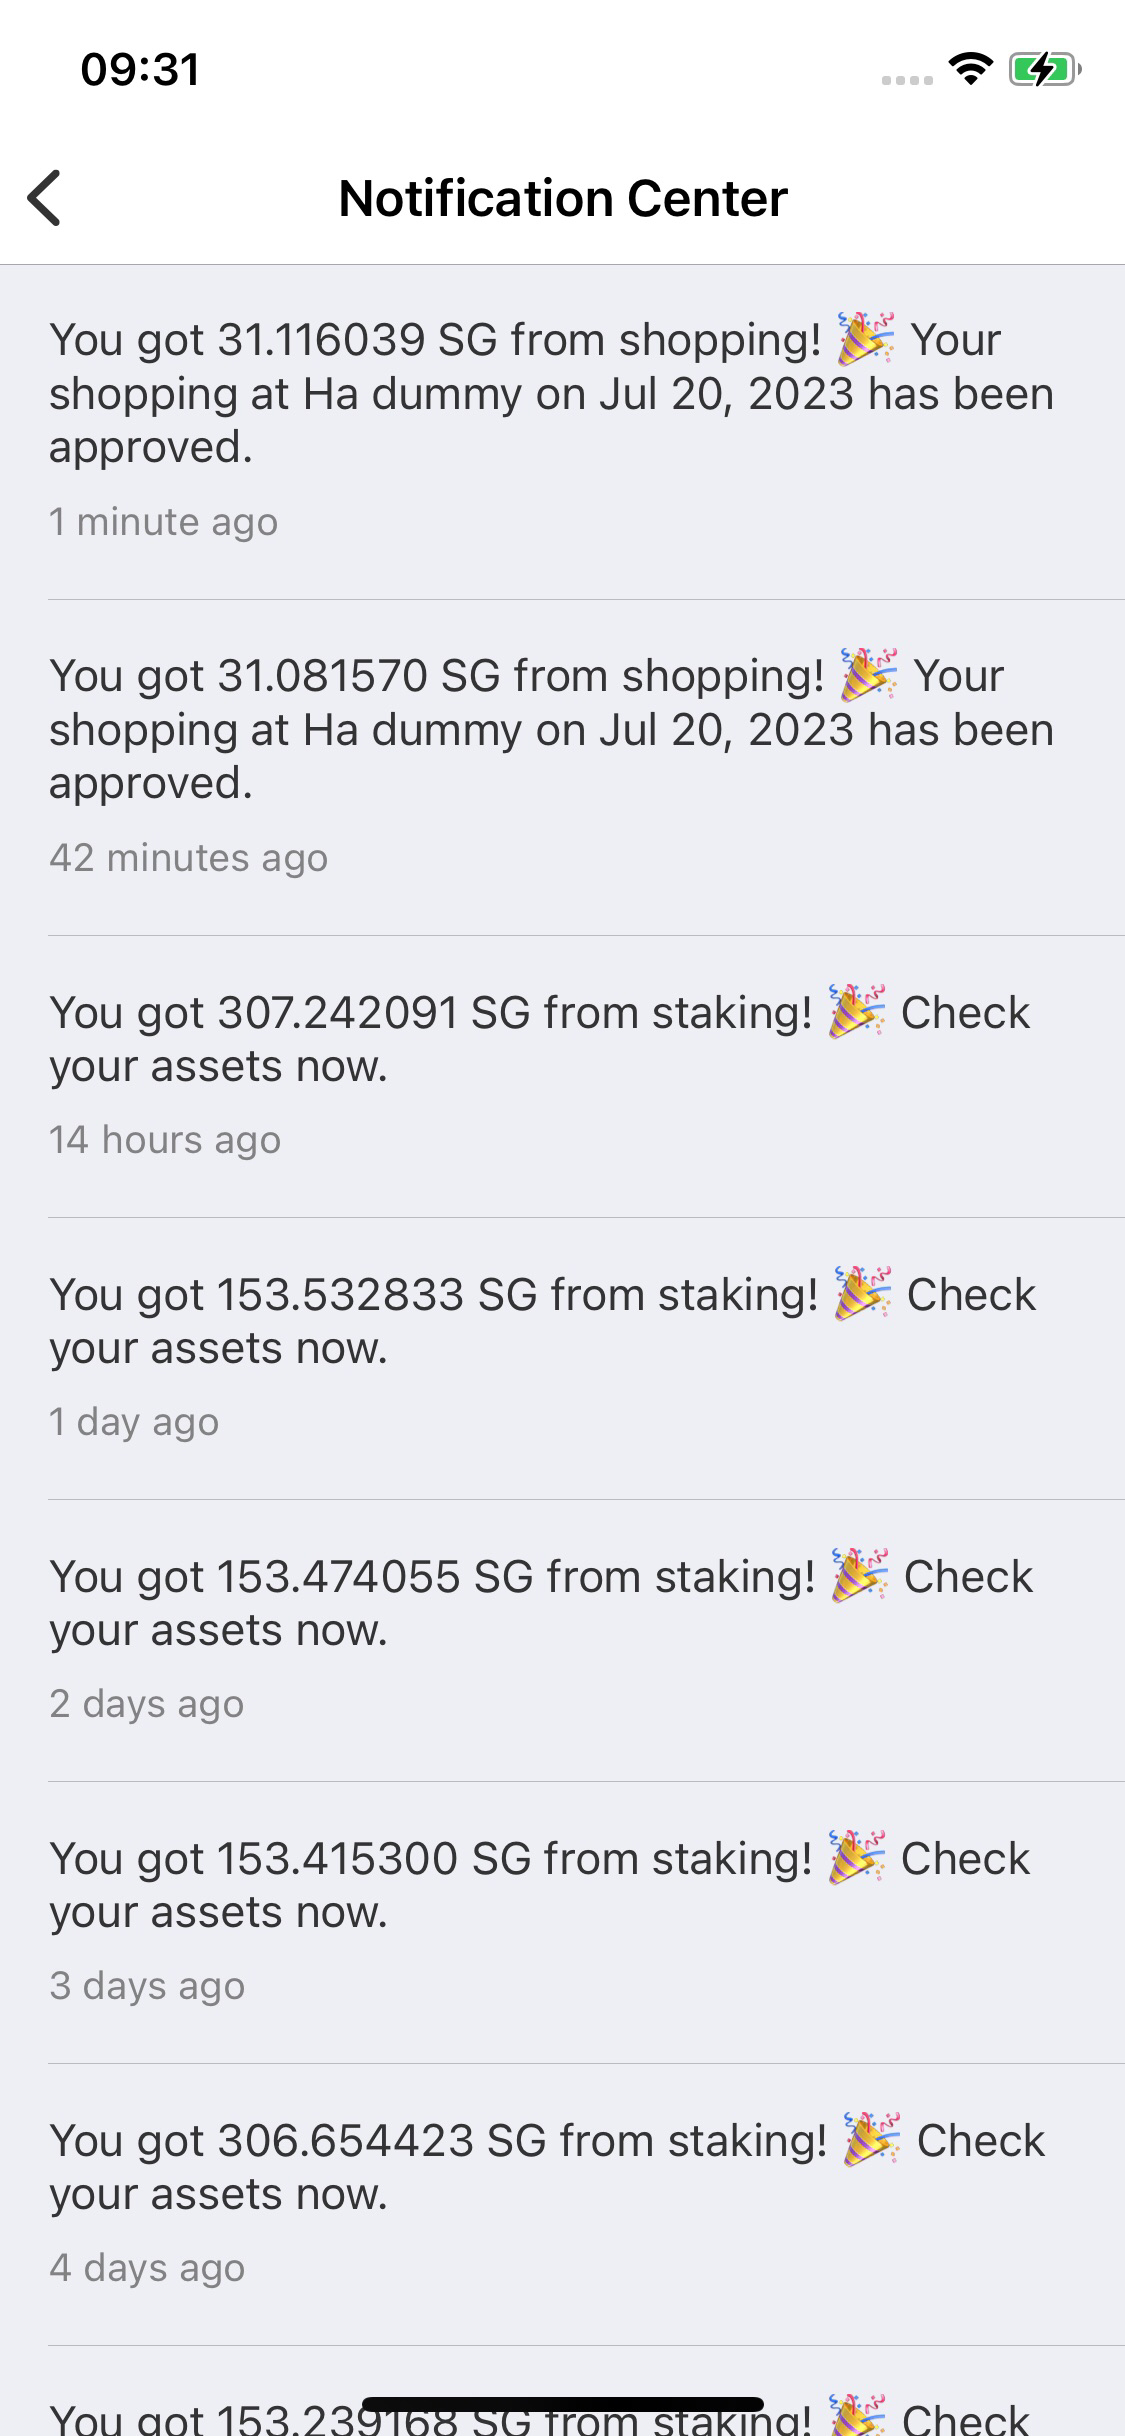 09:31
Notification Center
You got 31.116039 SG from shopping! 🎉 Your
shopping at Ha dummy on Jul 20, 2023 has been
approved.
1 minute ago
You got 31.081570 SG from shopping! 🎉 Your
shopping at Ha dummy on Jul 20, 2023 has been
approved.
42 minutes ago
You got 307.242091 SG from staking! 🎉 Check
your assets now.
14 hours ago
You got 153.532833 SG from staking! 🎉 Check
your assets now.
1 day ago
You got 153.474055 SG from staking! 🎉 Check
your assets now.
2 days ago
You got 153.415300 SG from staking! 🎉 Check
your assets now.
3 days ago
You got 306.654423 SG from staking! 🎉 Check
your assets now.
4 days ago
You got 153.239168 SG from staking! 🎉 Check